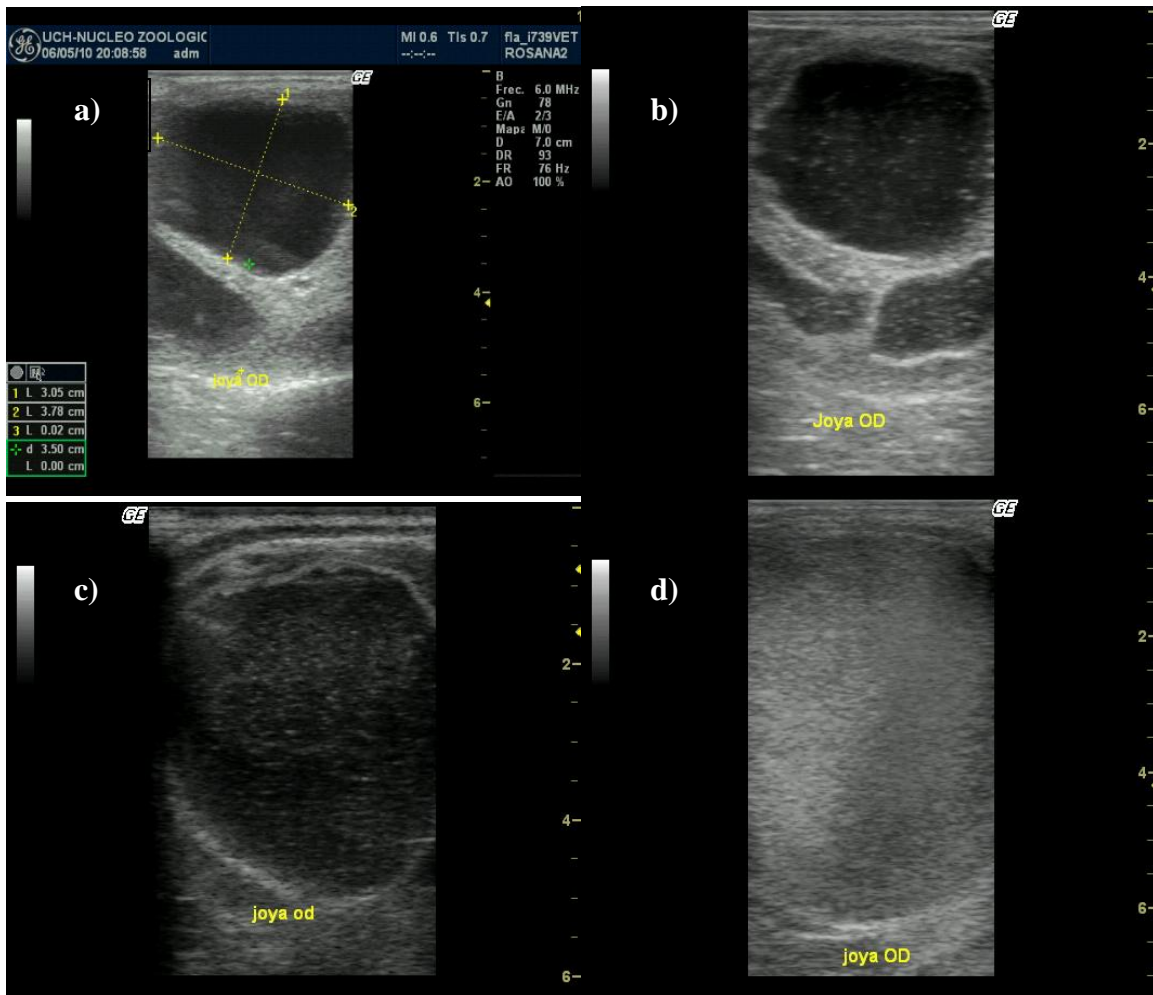 UCH-NUCLEO ZOOLOGIC
06/05/10 20:08:58 adm
MI 0.6 TIs 0.7
--:--:--
fla_i739VET
ROSANA2
a)
GE
B
Frec. 6.0 MHz
Gn 78
E/A 2/3
Mapa M/0
D 7.0 cm
DR 93
FR 76 Hz
AO 100 %
1
2
2
4
6
joya OD
1 L 3.05 cm
2 L 3.78 cm
3 L 0.02 cm
d 3.50 cm
L 0.00 cm
b)
GE
2
4
6
Joya OD
c)
GE
2
4
6
joya od
d)
GE
2
4
6
joya OD